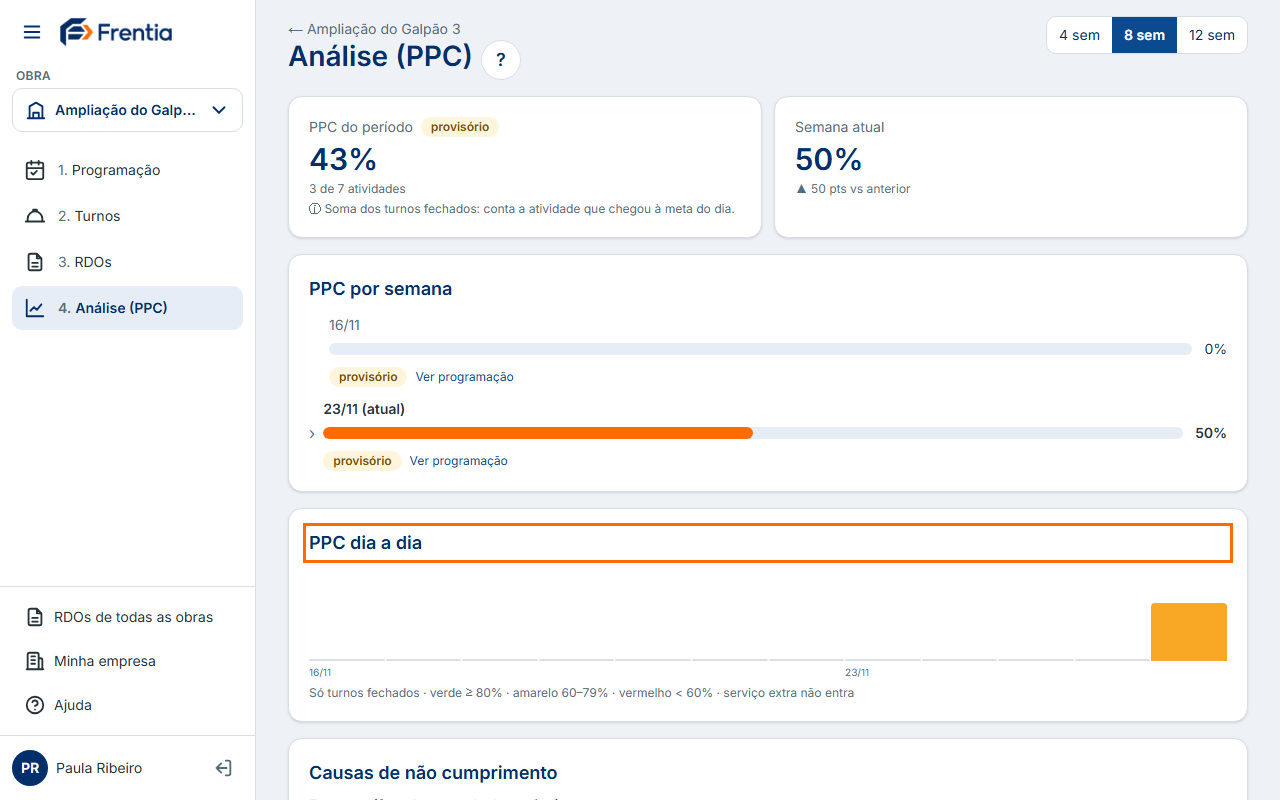 Frentia
OBRA
Ampliação do Galp...
1. Programação
2. Turnos
3. RDOs
4. Análise (PPC)
RDOs de todas as obras
Minha empresa
Ajuda
PR Paula Ribeiro
← Ampliação do Galpão 3
Análise (PPC) ?
4 sem 8 sem 12 sem
PPC do período provisório
43%
3 de 7 atividades
ⓘ Soma dos turnos fechados: conta a atividade que chegou à meta do dia.
Semana atual
50%
▲ 50 pts vs anterior
PPC por semana
16/11
0%
provisório Ver programação
23/11 (atual)
› 50%
provisório Ver programação
PPC dia a dia
16/11 23/11
Só turnos fechados · verde ≥ 80% · amarelo 60–79% · vermelho < 60% · serviço extra não entra
Causas de não cumprimento